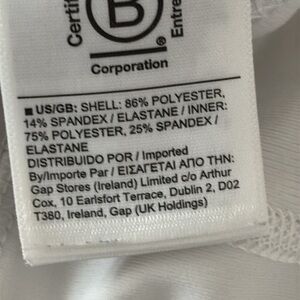 Certif
B
®
Entre
Corporation
■ US/GB: SHELL: 86% POLYESTER,
14% SPANDEX / ELASTANE / INNER:
75% POLYESTER, 25% SPANDEX /
ELASTANE
DISTRIBUIDO POR / Imported
By/Importe Par / ΕΙΣΑΓΕΤΑΙ ΑΠΟ ΤΗΝ:
Gap Stores (Ireland) Limited c/o Arthur
Cox, 10 Earlsfort Terrace, Dublin 2, D02
T380, Ireland, Gap (UK Holdings)